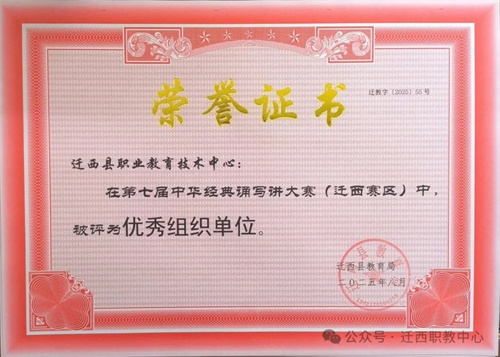 荣誉证书
迁教字〔2025〕55号
迁西县职业教育技术中心:
在第七届中华经典诵写讲大赛(迁西赛区)中,
被评为优秀组织单位。
迁西县教育局
二〇二五年八月
公众号·迁西职教中心